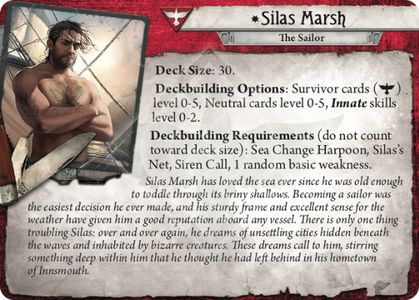 *Silas Marsh
The Sailor
Deck Size: 30.
Deckbuilding Options: Survivor cards ( )
level 0-5, Neutral cards level 0-5, Innate skills
level 0-2.
Deckbuilding Requirements (do not count
toward deck size): Sea Change Harpoon, Silas's
Net, Siren Call, 1 random basic weakness.
Silas Marsh has loved the sea ever since he was old enough
to toddle through its briny shallows. Becoming a sailor was
the easiest decision he ever made, and his sturdy frame and excellent sense for the
weather have given him a good reputation aboard any vessel. There is only one thing
troubling Silas: over and over again, he dreams of unsettling cities hidden beneath
the waves and inhabited by bizarre creatures. These dreams call to him, stirring
something deep within him that he thought he had left behind in his hometown
of Innsmouth.